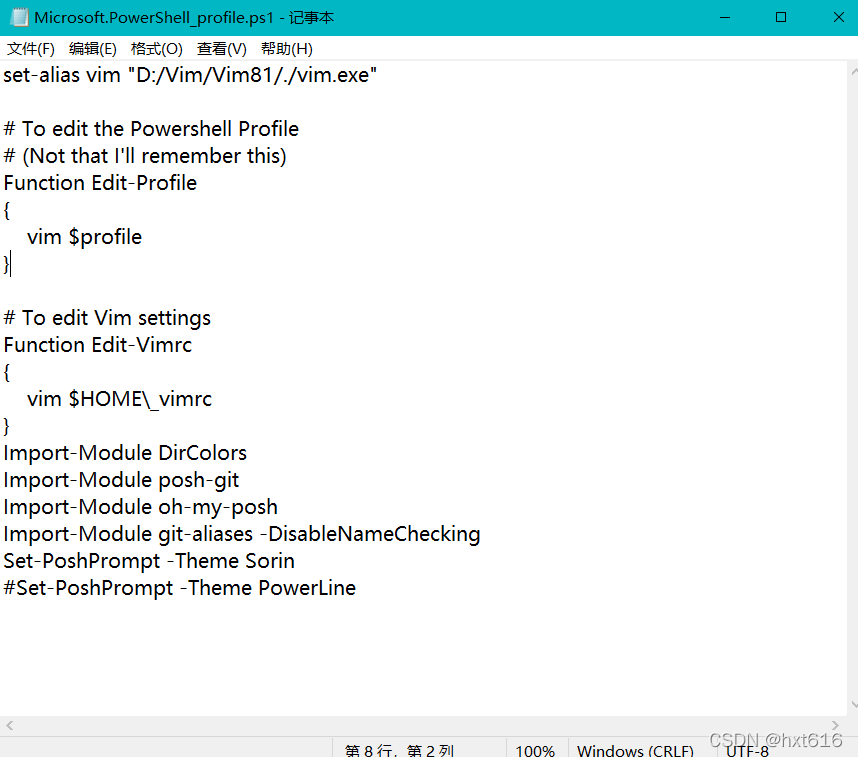 Microsoft.PowerShell_profile.ps1 - 记事本
文件(F) 编辑(E) 格式(O) 查看(V) 帮助(H)
set-alias vim "D:/Vim/Vim81/./vim.exe"
# To edit the Powershell Profile
# (Not that I'll remember this)
Function Edit-Profile
{
    vim $profile
}
# To edit Vim settings
Function Edit-Vimrc
{
    vim $HOME\_vimrc
}
Import-Module DirColors
Import-Module posh-git
Import-Module oh-my-posh
Import-Module git-aliases -DisableNameChecking
Set-PoshPrompt -Theme Sorin
#Set-PoshPrompt -Theme PowerLine
第 8 行，第 2 列 100% Windows (CRLF) UTF-8
CSDN @hxt616